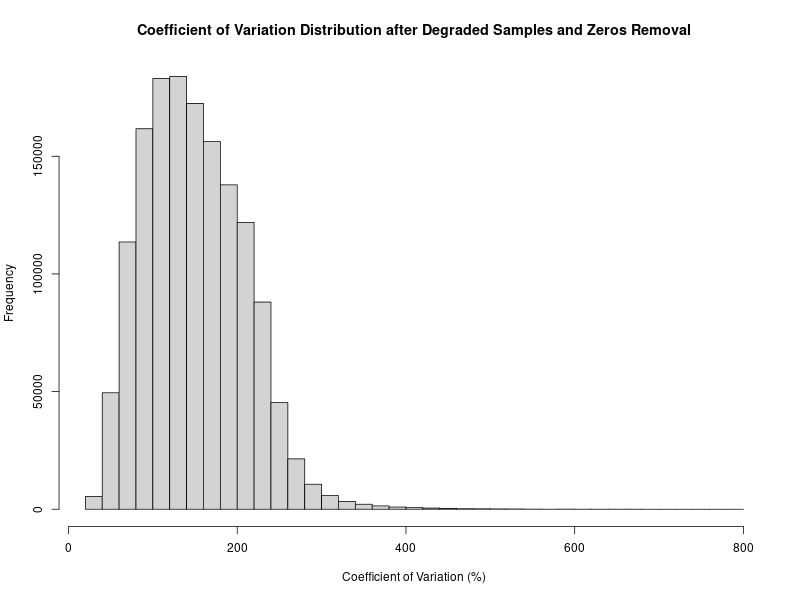 Coefficient of Variation Distribution after Degraded Samples and Zeros Removal
Frequency
150000
100000
50000
0
0 200 400 600 800
Coefficient of Variation (%)